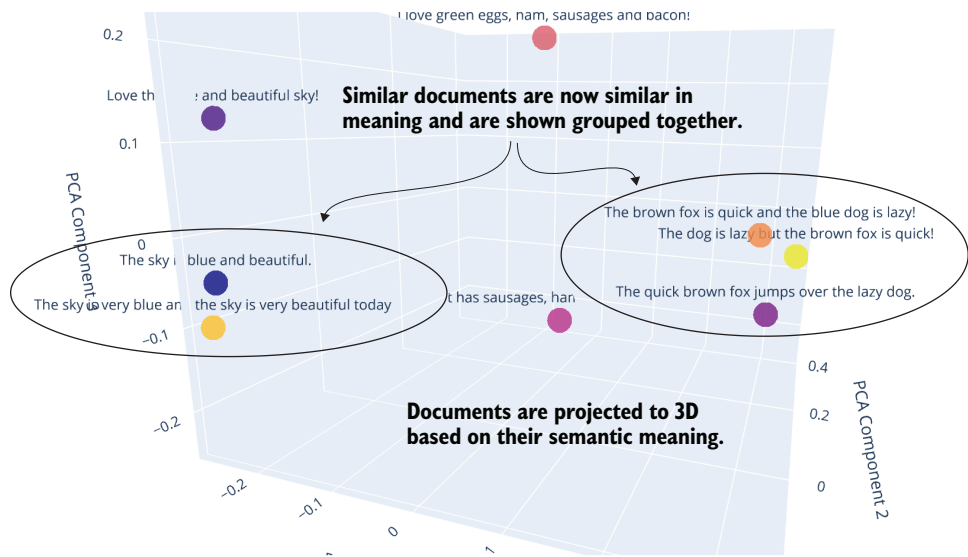 I love green eggs, ham, sausages and bacon!
0.2
Love th e and beautiful sky!
Similar documents are now similar in
meaning and are shown grouped together.
0.1
PCA Component 3
The brown fox is quick and the blue dog is lazy!
The dog is lazy but the brown fox is quick!
0
The sky blue and beautiful.
The quick brown fox jumps over the lazy dog.
The sky is very blue and the sky is very beautiful today
t has sausages, ham
−0.1
0.4
Documents are projected to 3D
based on their semantic meaning.
0.2
−0.2
PCA Component 2
0
−0.2
−0.1
0
1